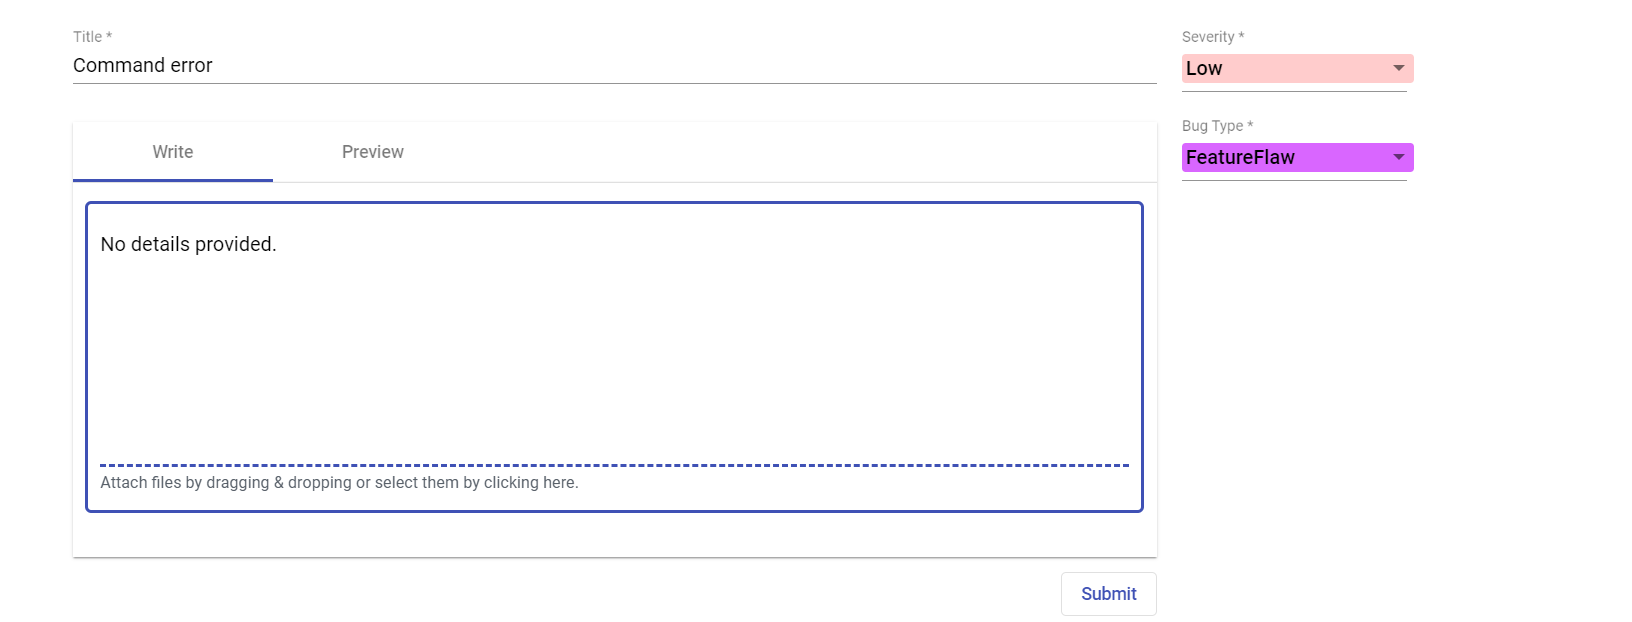 Title *
Command error
Severity *
Low
Bug Type *
FeatureFlaw
Write
Preview
No details provided.
Attach files by dragging & dropping or select them by clicking here.
Submit